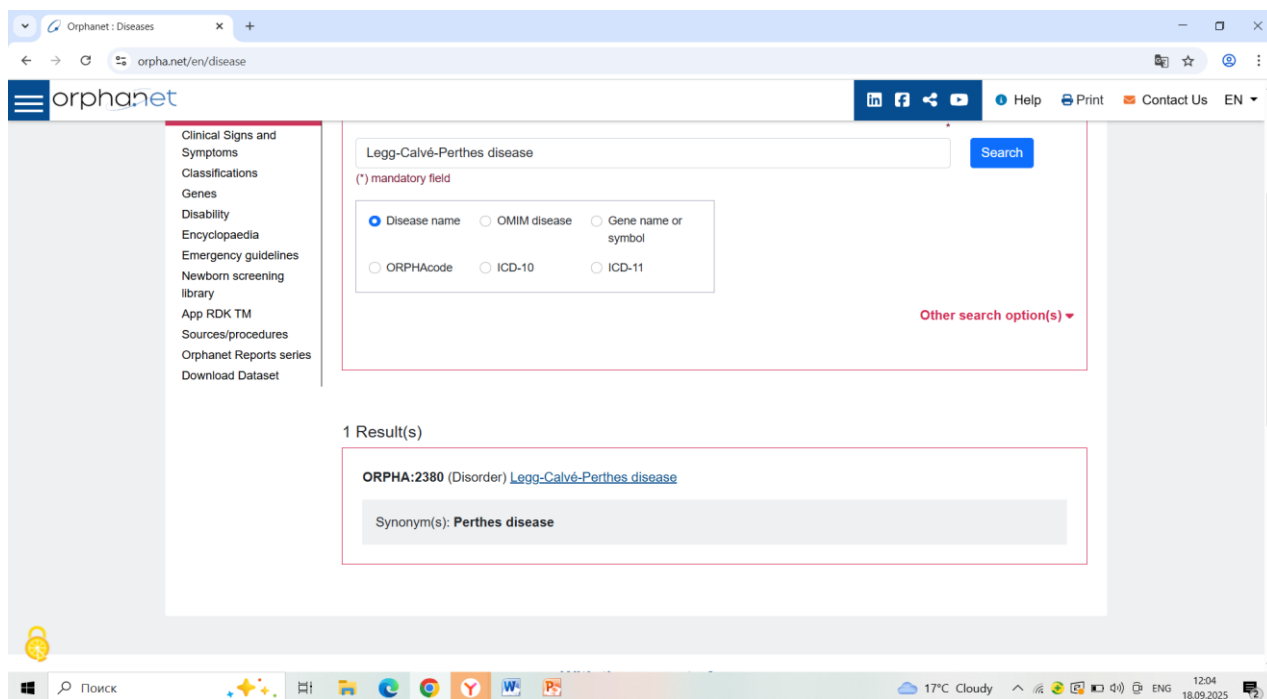 Orphanet : Diseases
orpha.net/en/disease
orphanet
Help
Print
Contact Us
EN
Clinical Signs and
Symptoms
Classifications
Genes
Disability
Encyclopaedia
Emergency guidelines
Newborn screening
library
App RDK TM
Sources/procedures
Orphanet Reports series
Download Dataset
*
Legg-Calvé-Perthes disease
Search
(*) mandatory field
Disease name
OMIM disease
Gene name or
symbol
ORPHAcode
ICD-10
ICD-11
Other search option(s)
1 Result(s)
ORPHA:2380 (Disorder) Legg-Calvé-Perthes disease
Synonym(s): Perthes disease
Поиск
17°C Cloudy
ENG
12:04
18.09.2025
2